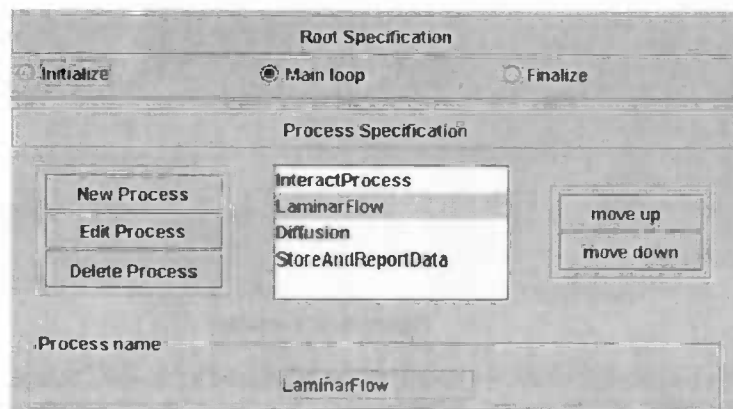 Root Specification
Initialize Main loop Finalize
Process Specification
New Process
Edit Process
Delete Process
InteractProcess
LaminarFlow
Diffusion
StoreAndReportData
move up
move down
Process name
LaminarFlow